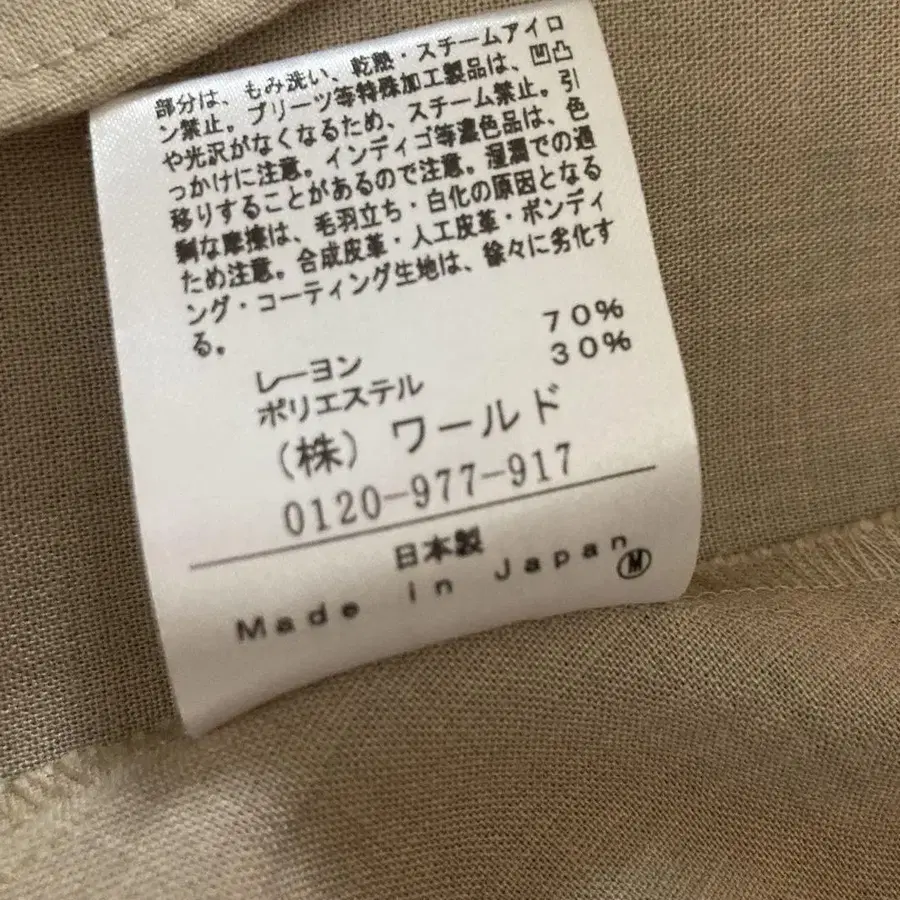 部分は、もみ洗い、乾熱・スチームアイロ
ン禁止。プリーツ等特殊加工製品は、凹凸
や光沢がなくなるため、スチーム禁止。引
っかけに注意。インディゴ等濃色品は、色
移りすることがあるので注意。湿潤での過
剰な摩擦は、毛羽立ち・白化の原因となる
ため注意。合成皮革・人工皮革・ボンディ
ング・コーティング生地は、徐々に劣化す
る。
レーヨン 70%
ポリエステル 30%
(株) ワールド
0120-977-917
日本製
Made in Japan
M